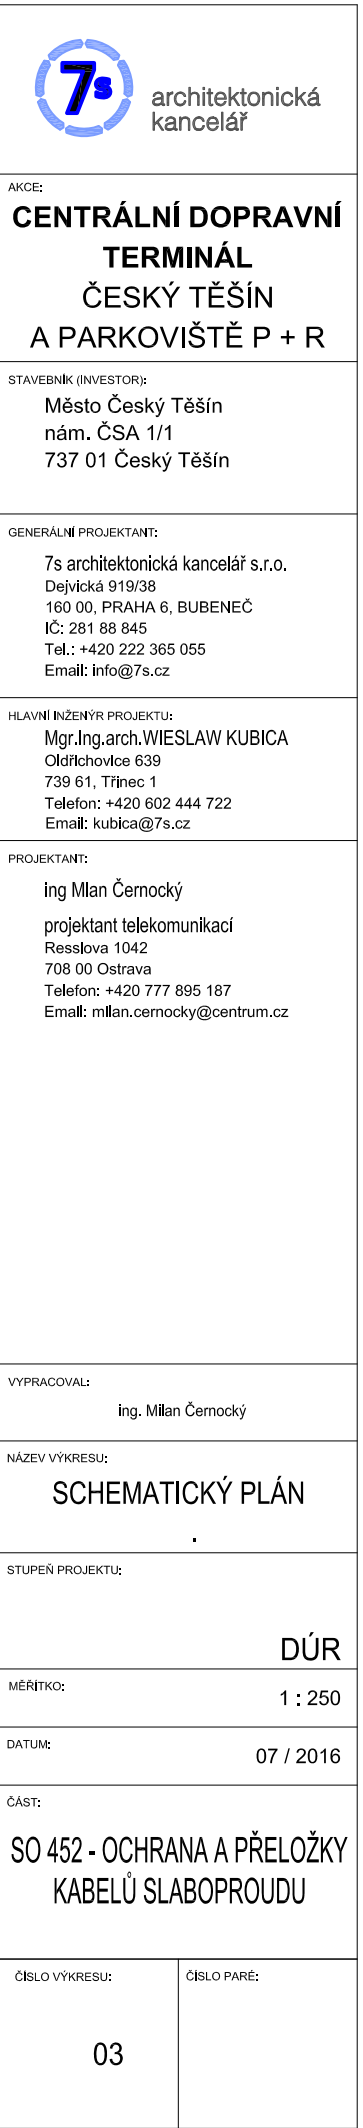 7s
architektonická
kancelář
AKCE:
CENTRÁLNÍ DOPRAVNÍ
TERMINÁL
ČESKÝ TĚŠÍN
A PARKOVIŠTĚ P + R
STAVEBNÍK (INVESTOR):
Město Český Těšín
nám. ČSA 1/1
737 01 Český Těšín
GENERÁLNÍ PROJEKTANT:
7s architektonická kancelář s.r.o.
Dejvická 919/38
160 00, PRAHA 6, BUBENEČ
IČ: 281 88 845
Tel.: +420 222 365 055
Email: info@7s.cz
HLAVNÍ INŽENÝR PROJEKTU:
Mgr.Ing.arch.WIESLAW KUBICA
Oldřichovice 639
739 61, Třinec 1
Telefon: +420 602 444 722
Email: kubica@7s.cz
PROJEKTANT:
ing Mlan Černocký
projektant telekomunikací
Resslova 1042
708 00 Ostrava
Telefon: +420 777 895 187
Email: milan.cernocky@centrum.cz
VYPRACOVAL:
ing. Milan Černocký
NÁZEV VÝKRESU:
SCHEMATICKÝ PLÁN
.
STUPEŇ PROJEKTU:
DÚR
MĚŘÍTKO:
1 : 250
DATUM:
07 / 2016
ČÁST:
SO 452 - OCHRANA A PŘELOŽKY
KABELŮ SLABOPROUDU
ČÍSLO VÝKRESU:
ČÍSLO PARÉ:
03